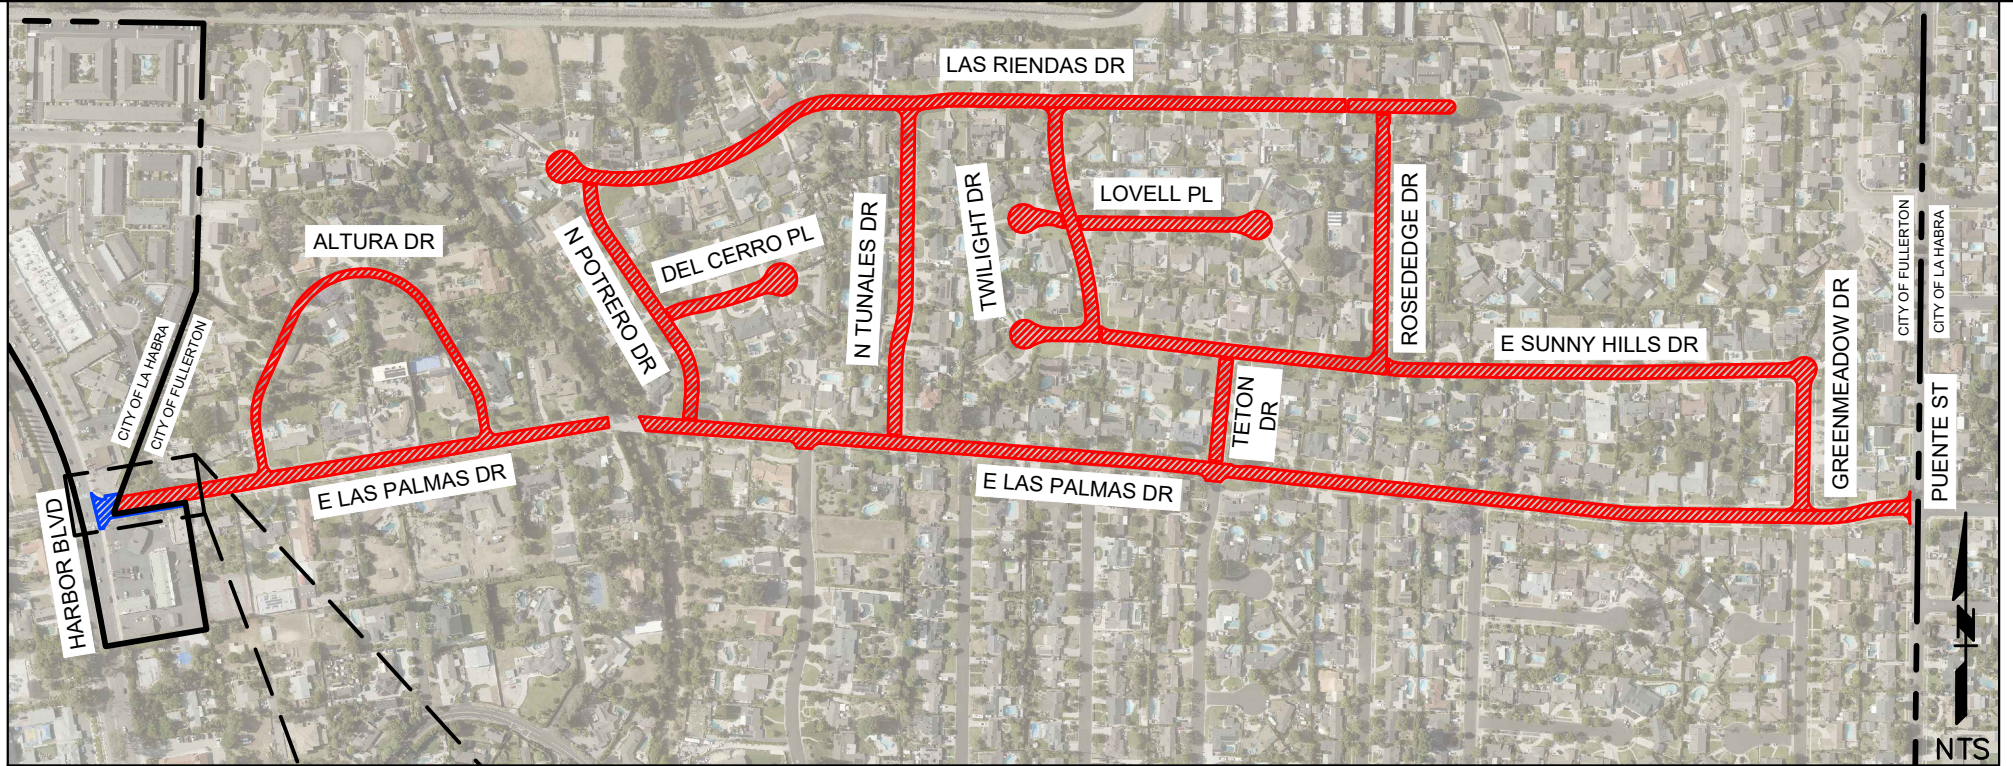 LAS RIENDAS DR
LOVELL PL
TWILIGHT DR
ROSEDEDGE DR
N TUNALES DR
ALTURA DR
DEL CERRO PL
N POTRERO DR
CITY OF FULLERTON
CITY OF LA HABRA
CITY OF LA HABRA
CITY OF FULLERTON
E SUNNY HILLS DR
GREENMEADOW DR
PUENTE ST
TETON
DR
E LAS PALMAS DR
E LAS PALMAS DR
HARBOR BLVD
N
NTS